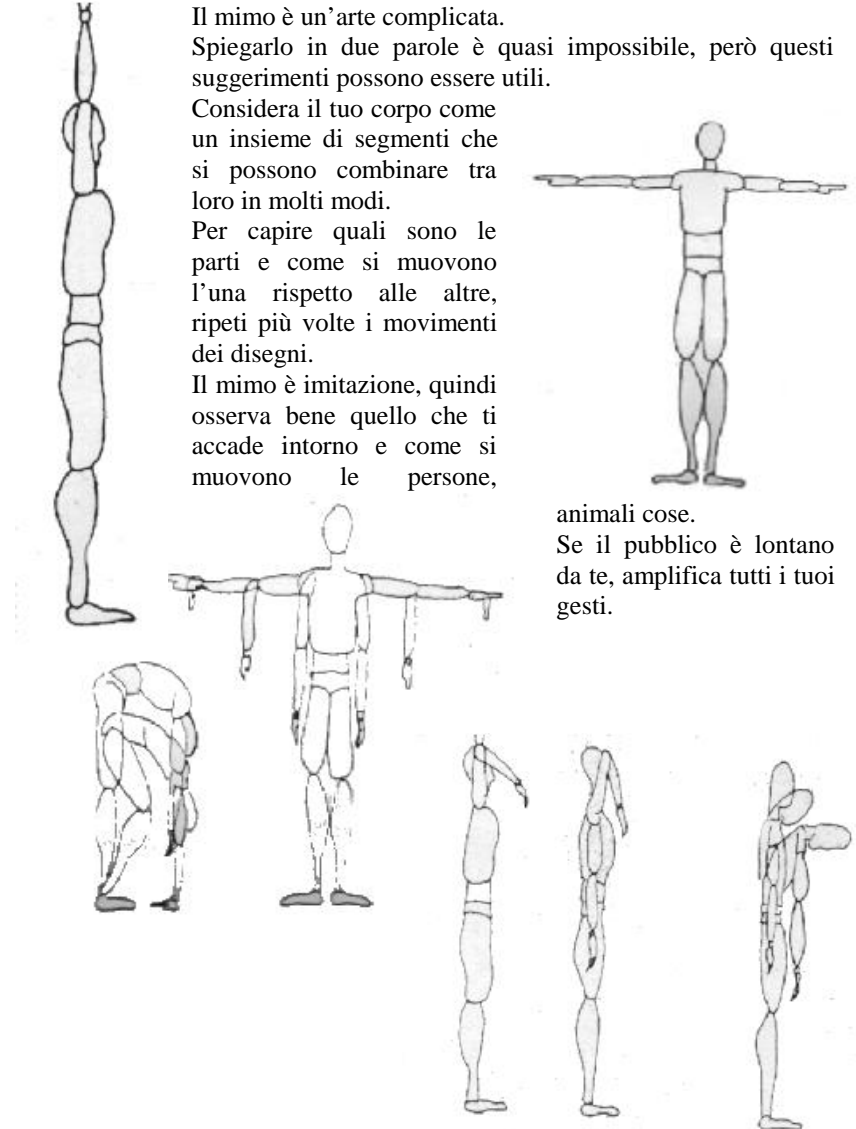 Il mimo è un’arte complicata.
Spiegarlo in due parole è quasi impossibile, però questi
suggerimenti possono essere utili.
Considera il tuo corpo come
un insieme di segmenti che
si possono combinare tra
loro in molti modi.
Per capire quali sono le
parti e come si muovono
l’una rispetto alle altre,
ripeti più volte i movimenti
dei disegni.
Il mimo è imitazione, quindi
osserva bene quello che ti
accade intorno e come si
muovono le persone,
animali cose.
Se il pubblico è lontano
da te, amplifica tutti i tuoi
gesti.